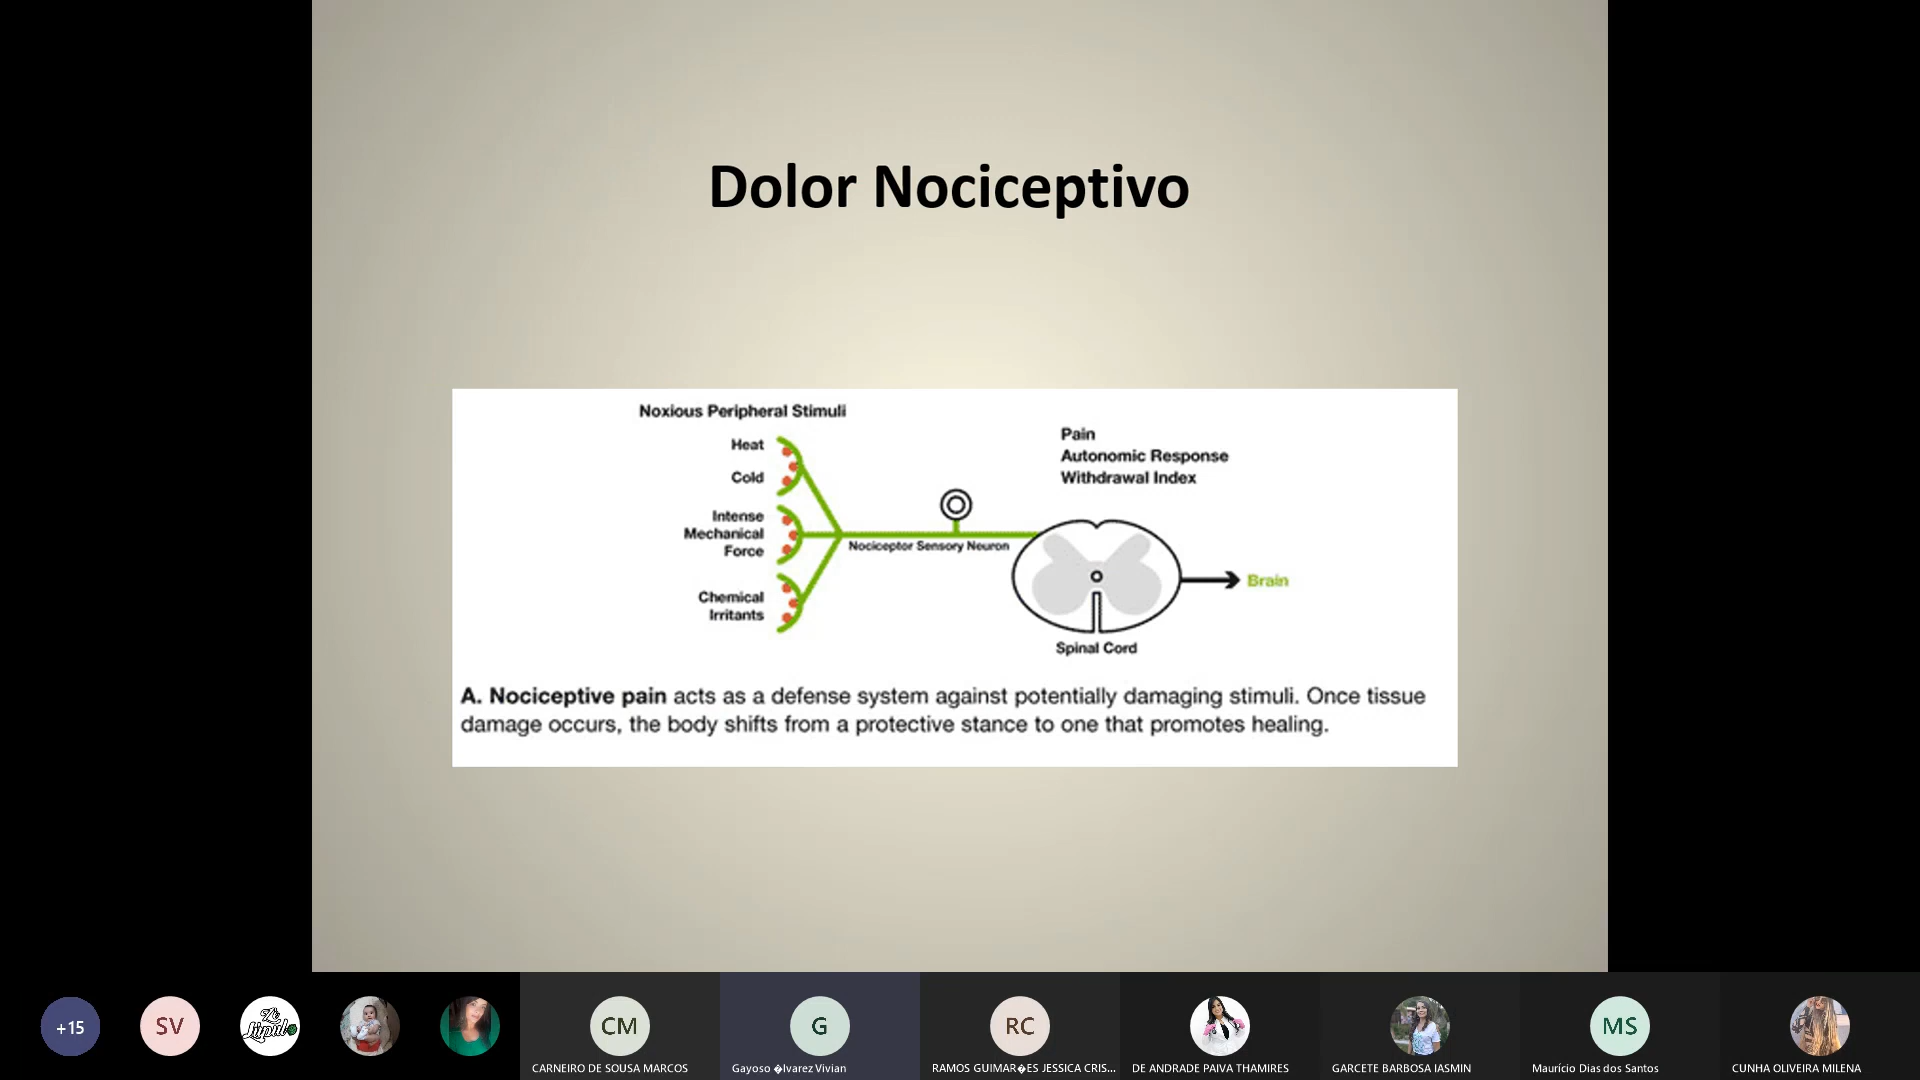 Dolor Nociceptivo
Noxious Peripheral Stimuli
Heat
Cold
Intense
Mechanical
Force
Chemical
Irritants
Nociceptor Sensory Neuron
Pain
Autonomic Response
Withdrawal Index
Brain
Spinal Cord
A. Nociceptive pain acts as a defense system against potentially damaging stimuli. Once tissue
damage occurs, the body shifts from a protective stance to one that promotes healing.
+15
SV
CM
G
RC
MS
CARNEIRO DE SOUSA MARCOS
Gayoso �lvarez Vivian
RAMOS GUIMAR�ES JESSICA CRIS...
DE ANDRADE PAIVA THAMIRES
GARCETE BARBOSA IASMIN
Maurício Dias dos Santos
CUNHA OLIVEIRA MILENA